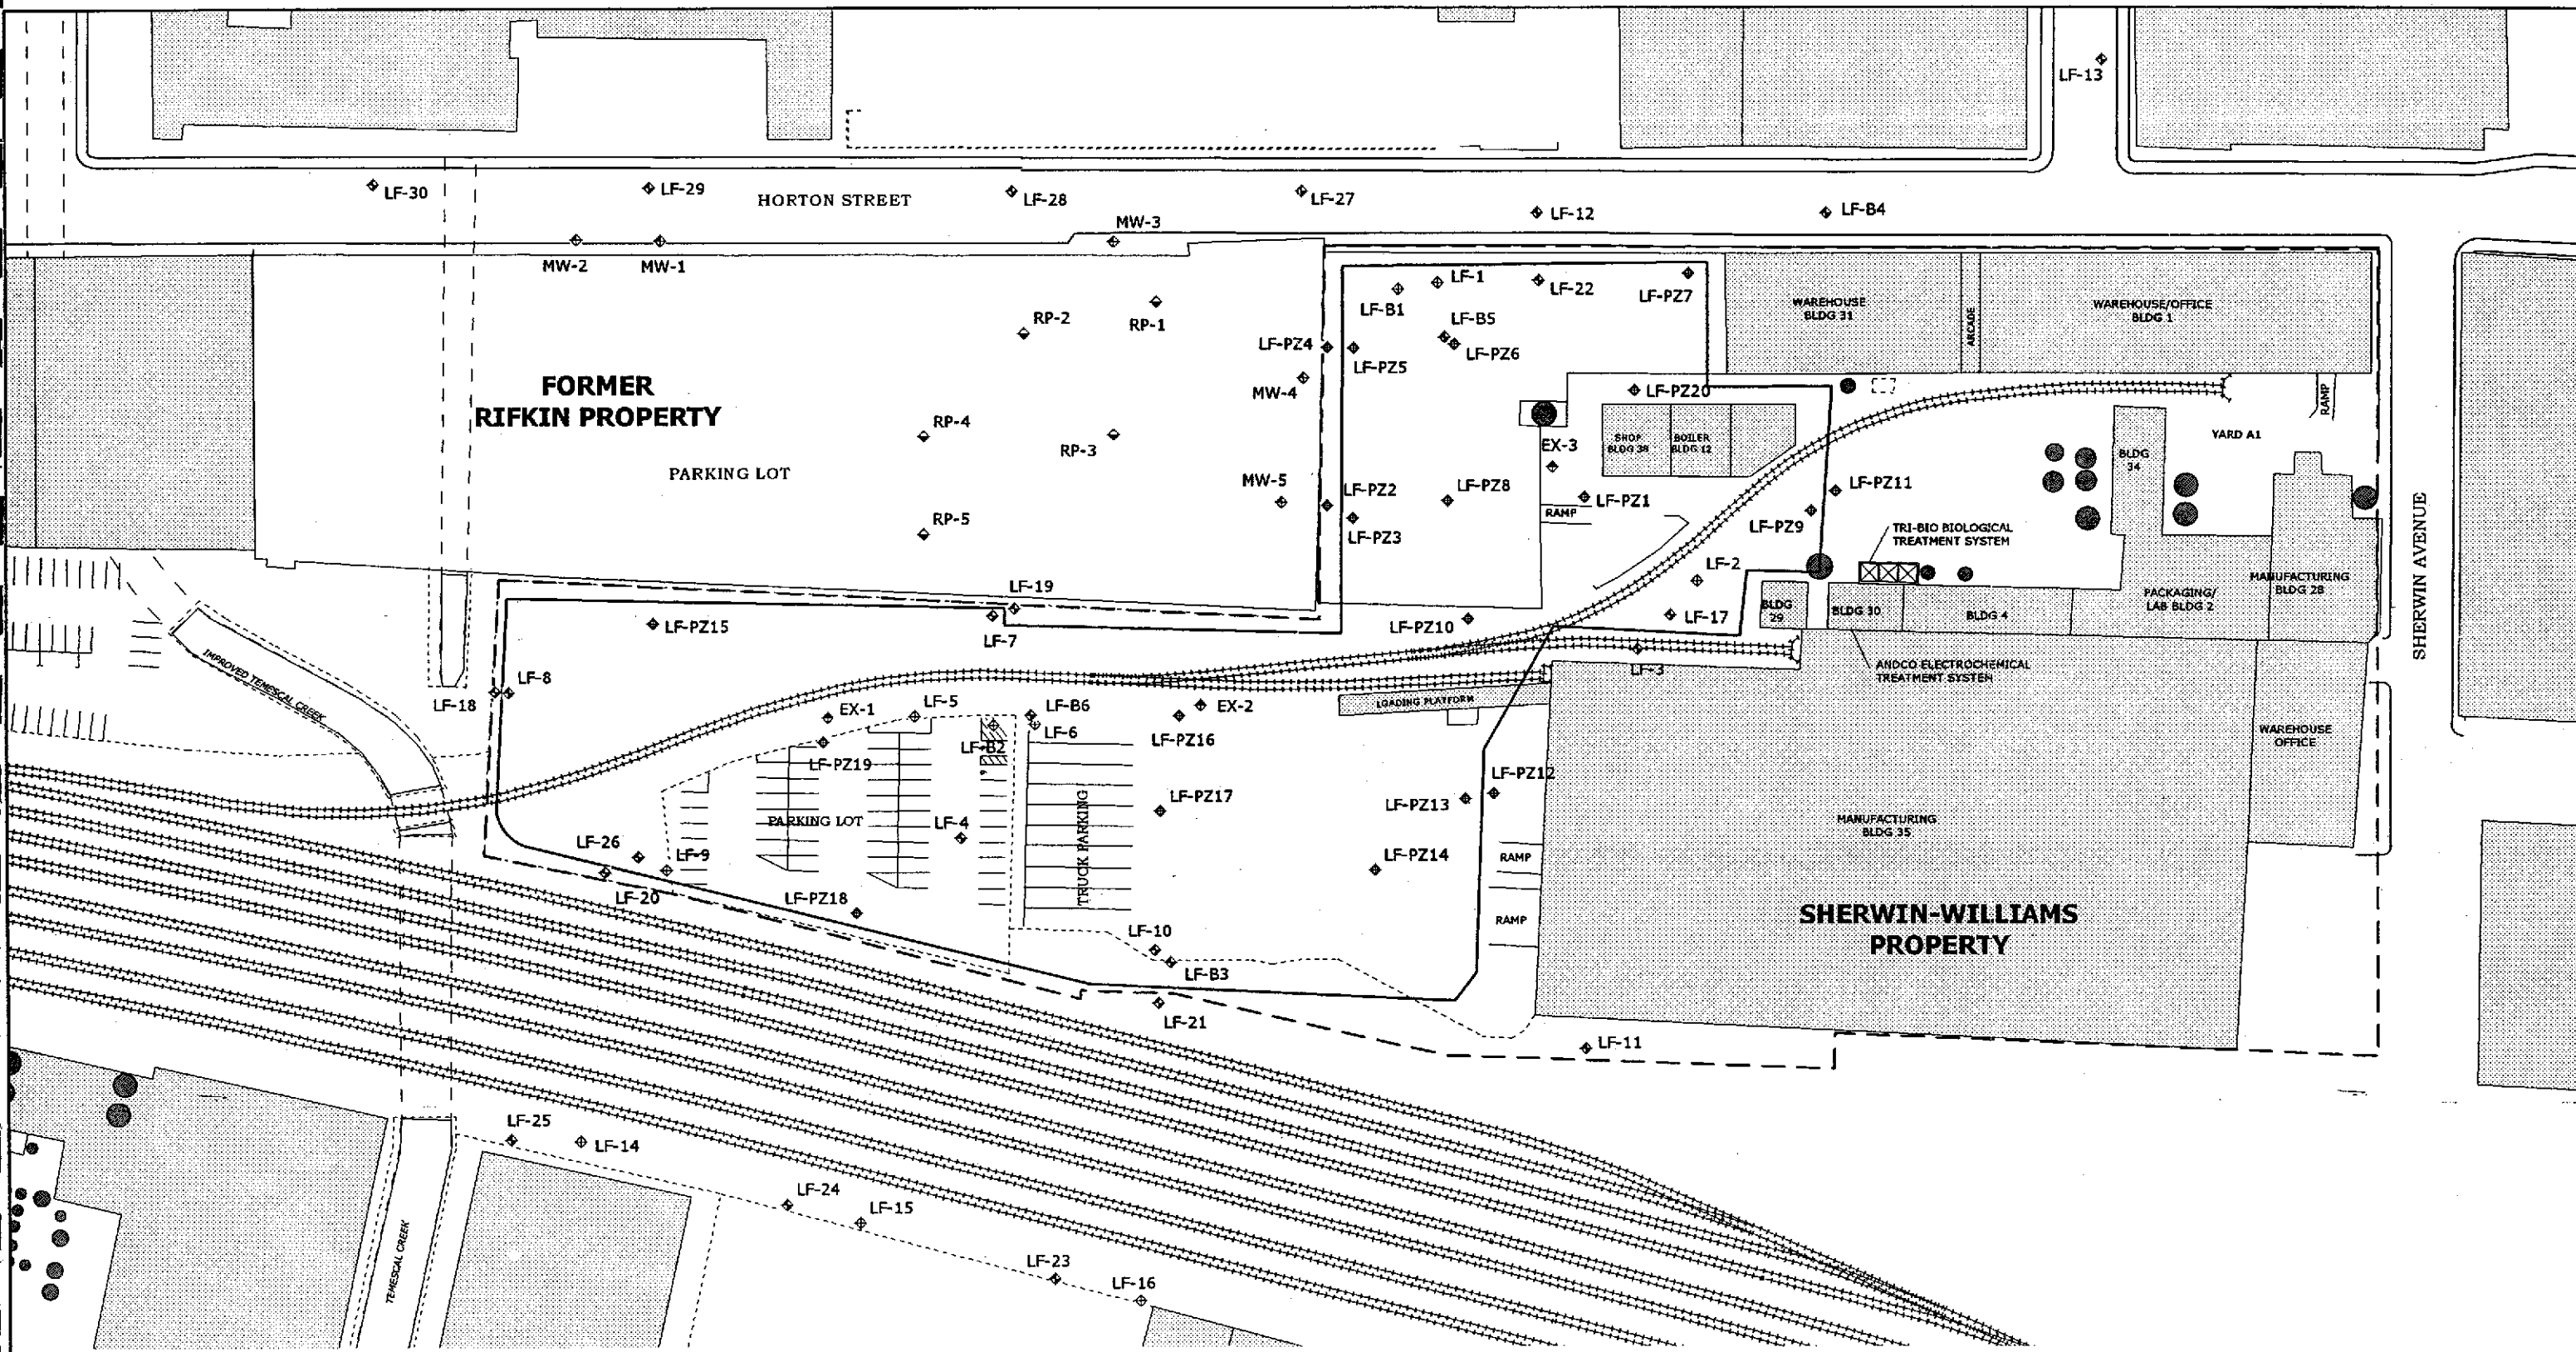 LF-13
LF-30
LF-29
HORTON STREET
LF-28
LF-27
LF-12
LF-B4
MW-3
MW-2
MW-1
LF-1
LF-22
LF-PZ7
LF-B1
WAREHOUSE
BLDG 31
ARCADE
WAREHOUSE/OFFICE
BLDG 1
RP-2
RP-1
LF-B5
LF-PZ4
LF-PZ6
LF-PZ5
FORMER
RIFKIN PROPERTY
MW-4
LF-PZ20
RAMP
RP-4
RP-3
EX-3
SHOP
BLDG 38
BOILER
BLDG 12
YARD A1
BLDG
34
PARKING LOT
MW-5
LF-PZ2
LF-PZ8
LF-PZ1
LF-PZ11
RAMP
RP-5
LF-PZ3
LF-PZ9
TRI-BIO BIOLOGICAL
TREATMENT SYSTEM
SHERWIN AVENUE
LF-2
MANUFACTURING
BLDG 28
LF-19
PACKAGING/
LAB BLDG 2
BLDG
29
BLDG 30
BLDG 4
LF-PZ15
LF-7
LF-PZ10
LF-17
IMPROVED TEMESCAL CREEK
LF-3
ANDCO ELECTROCHEMICAL
TREATMENT SYSTEM
LF-8
LF-18
EX-1
LF-5
LF-B6
EX-2
LOADING PLATFORM
LF-6
LF-B2
LF-PZ16
WAREHOUSE
OFFICE
LF-PZ19
LF-PZ12
LF-PZ17
LF-PZ13
PARKING LOT
LF-4
TRUCK PARKING
MANUFACTURING
BLDG 35
LF-26
LF-9
LF-PZ14
RAMP
LF-20
LF-PZ18
RAMP
SHERWIN-WILLIAMS
PROPERTY
LF-10
LF-B3
LF-21
LF-11
LF-25
LF-14
LF-24
LF-15
TEMESCAL CREEK
LF-23
LF-16